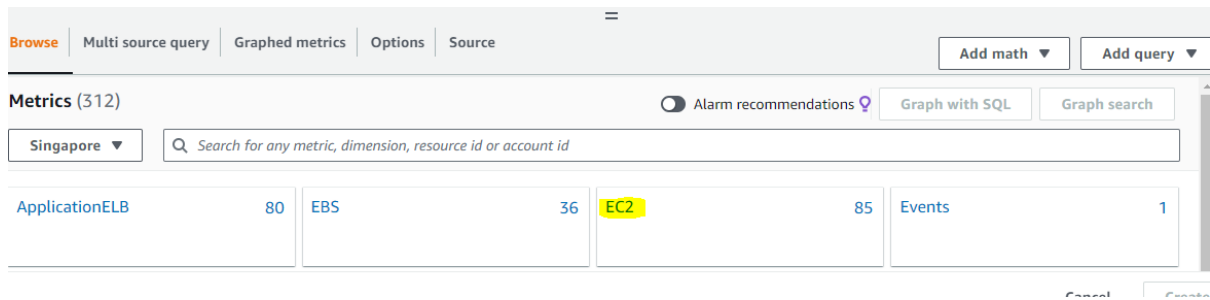 Browse Multi source query Graphed metrics Options Source
Add math ▼ Add query ▼
Metrics (312)
Alarm recommendations Graph with SQL Graph search
Singapore ▼ Search for any metric, dimension, resource id or account id
ApplicationELB 80 EBS 36 EC2 85 Events 1
Cancel Create